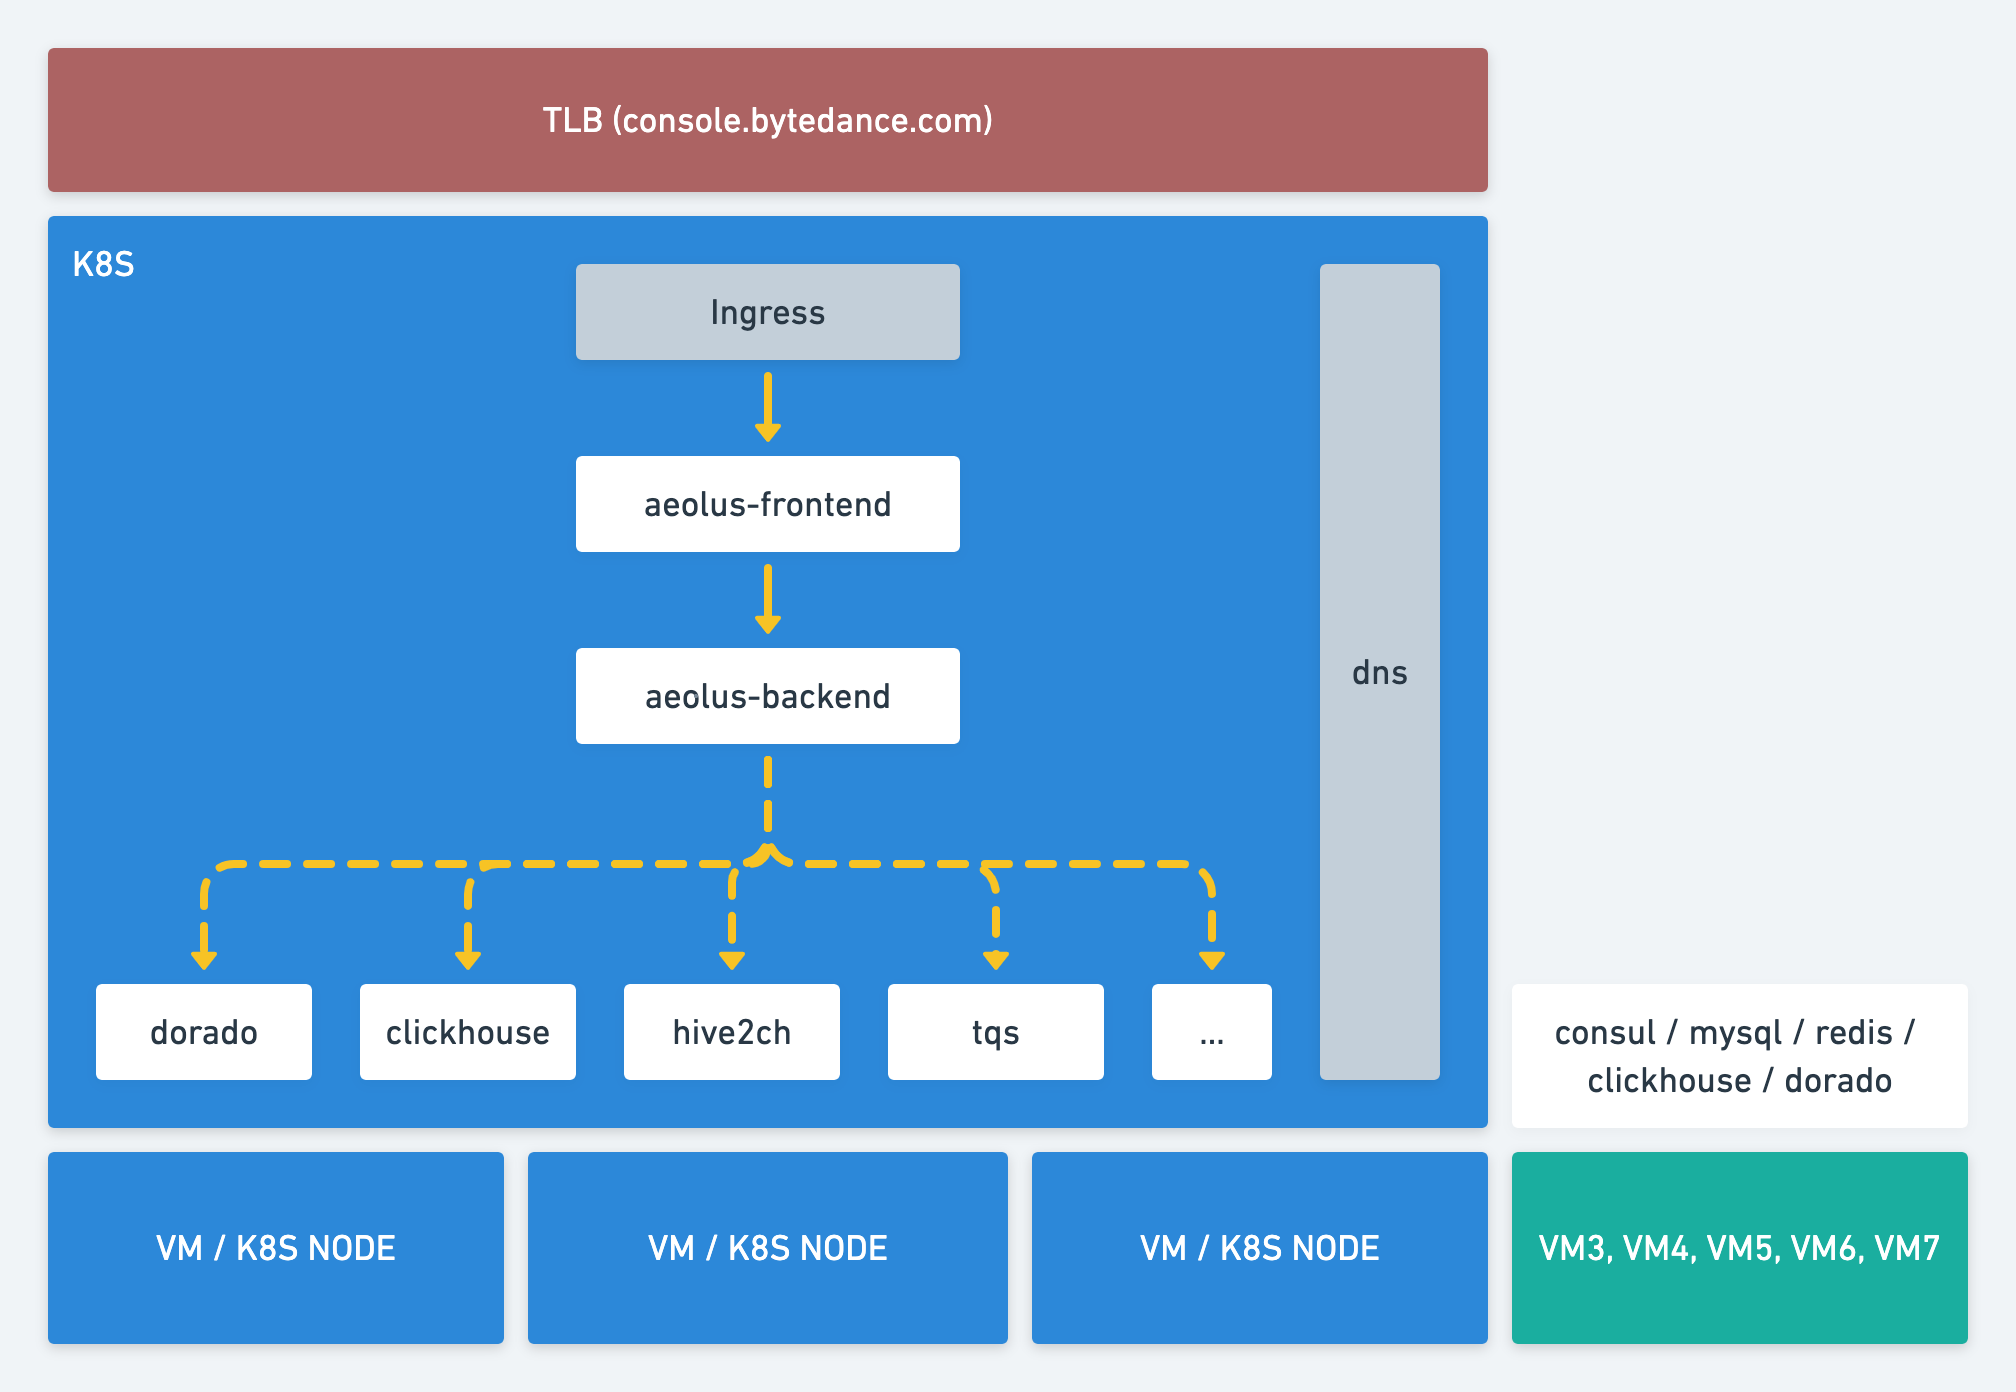 TLB (console.bytedance.com)
K8S
Ingress
aeolus-frontend
aeolus-backend
dns
dorado
clickhouse
hive2ch
tqs
...
consul / mysql / redis /
clickhouse / dorado
VM / K8S NODE
VM / K8S NODE
VM / K8S NODE
VM3, VM4, VM5, VM6, VM7